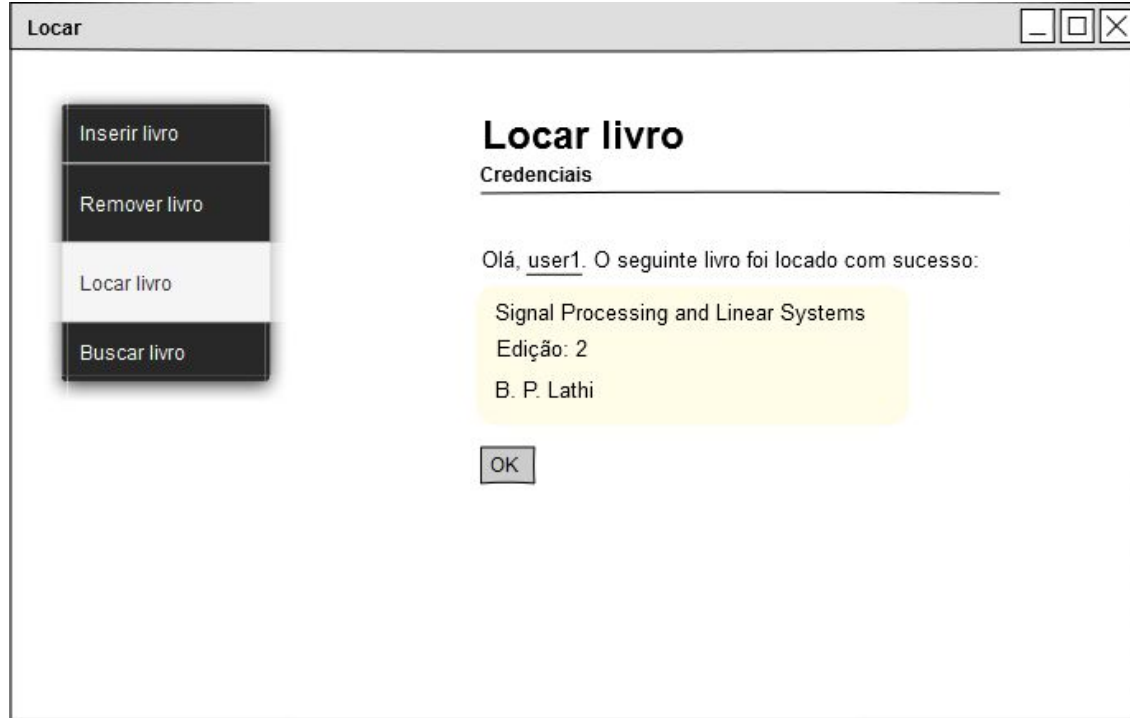 Locar
Inserir livro
Remover livro
Locar livro
Buscar livro
Locar livro
Credenciais
Olá, user1. O seguinte livro foi locado com sucesso:
Signal Processing and Linear Systems
Edição: 2
B. P. Lathi
OK